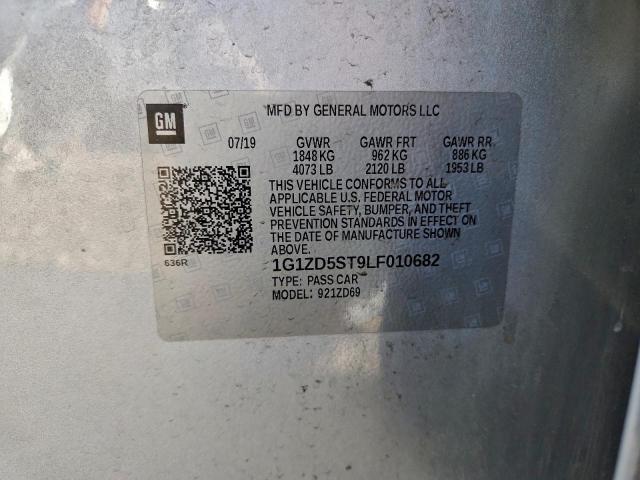 GM
MFD BY GENERAL MOTORS LLC
07/19 GVWR GAWR FRT GAWR RR
1848 KG 962 KG 886 KG
4073 LB 2120 LB 1953 LB
THIS VEHICLE CONFORMS TO ALL
APPLICABLE U.S. FEDERAL MOTOR
VEHICLE SAFETY, BUMPER, AND THEFT
PREVENTION STANDARDS IN EFFECT ON
THE DATE OF MANUFACTURE SHOWN
ABOVE.
636R
1G1ZD5ST9LF010682
TYPE: PASS CAR
MODEL: 921ZD69